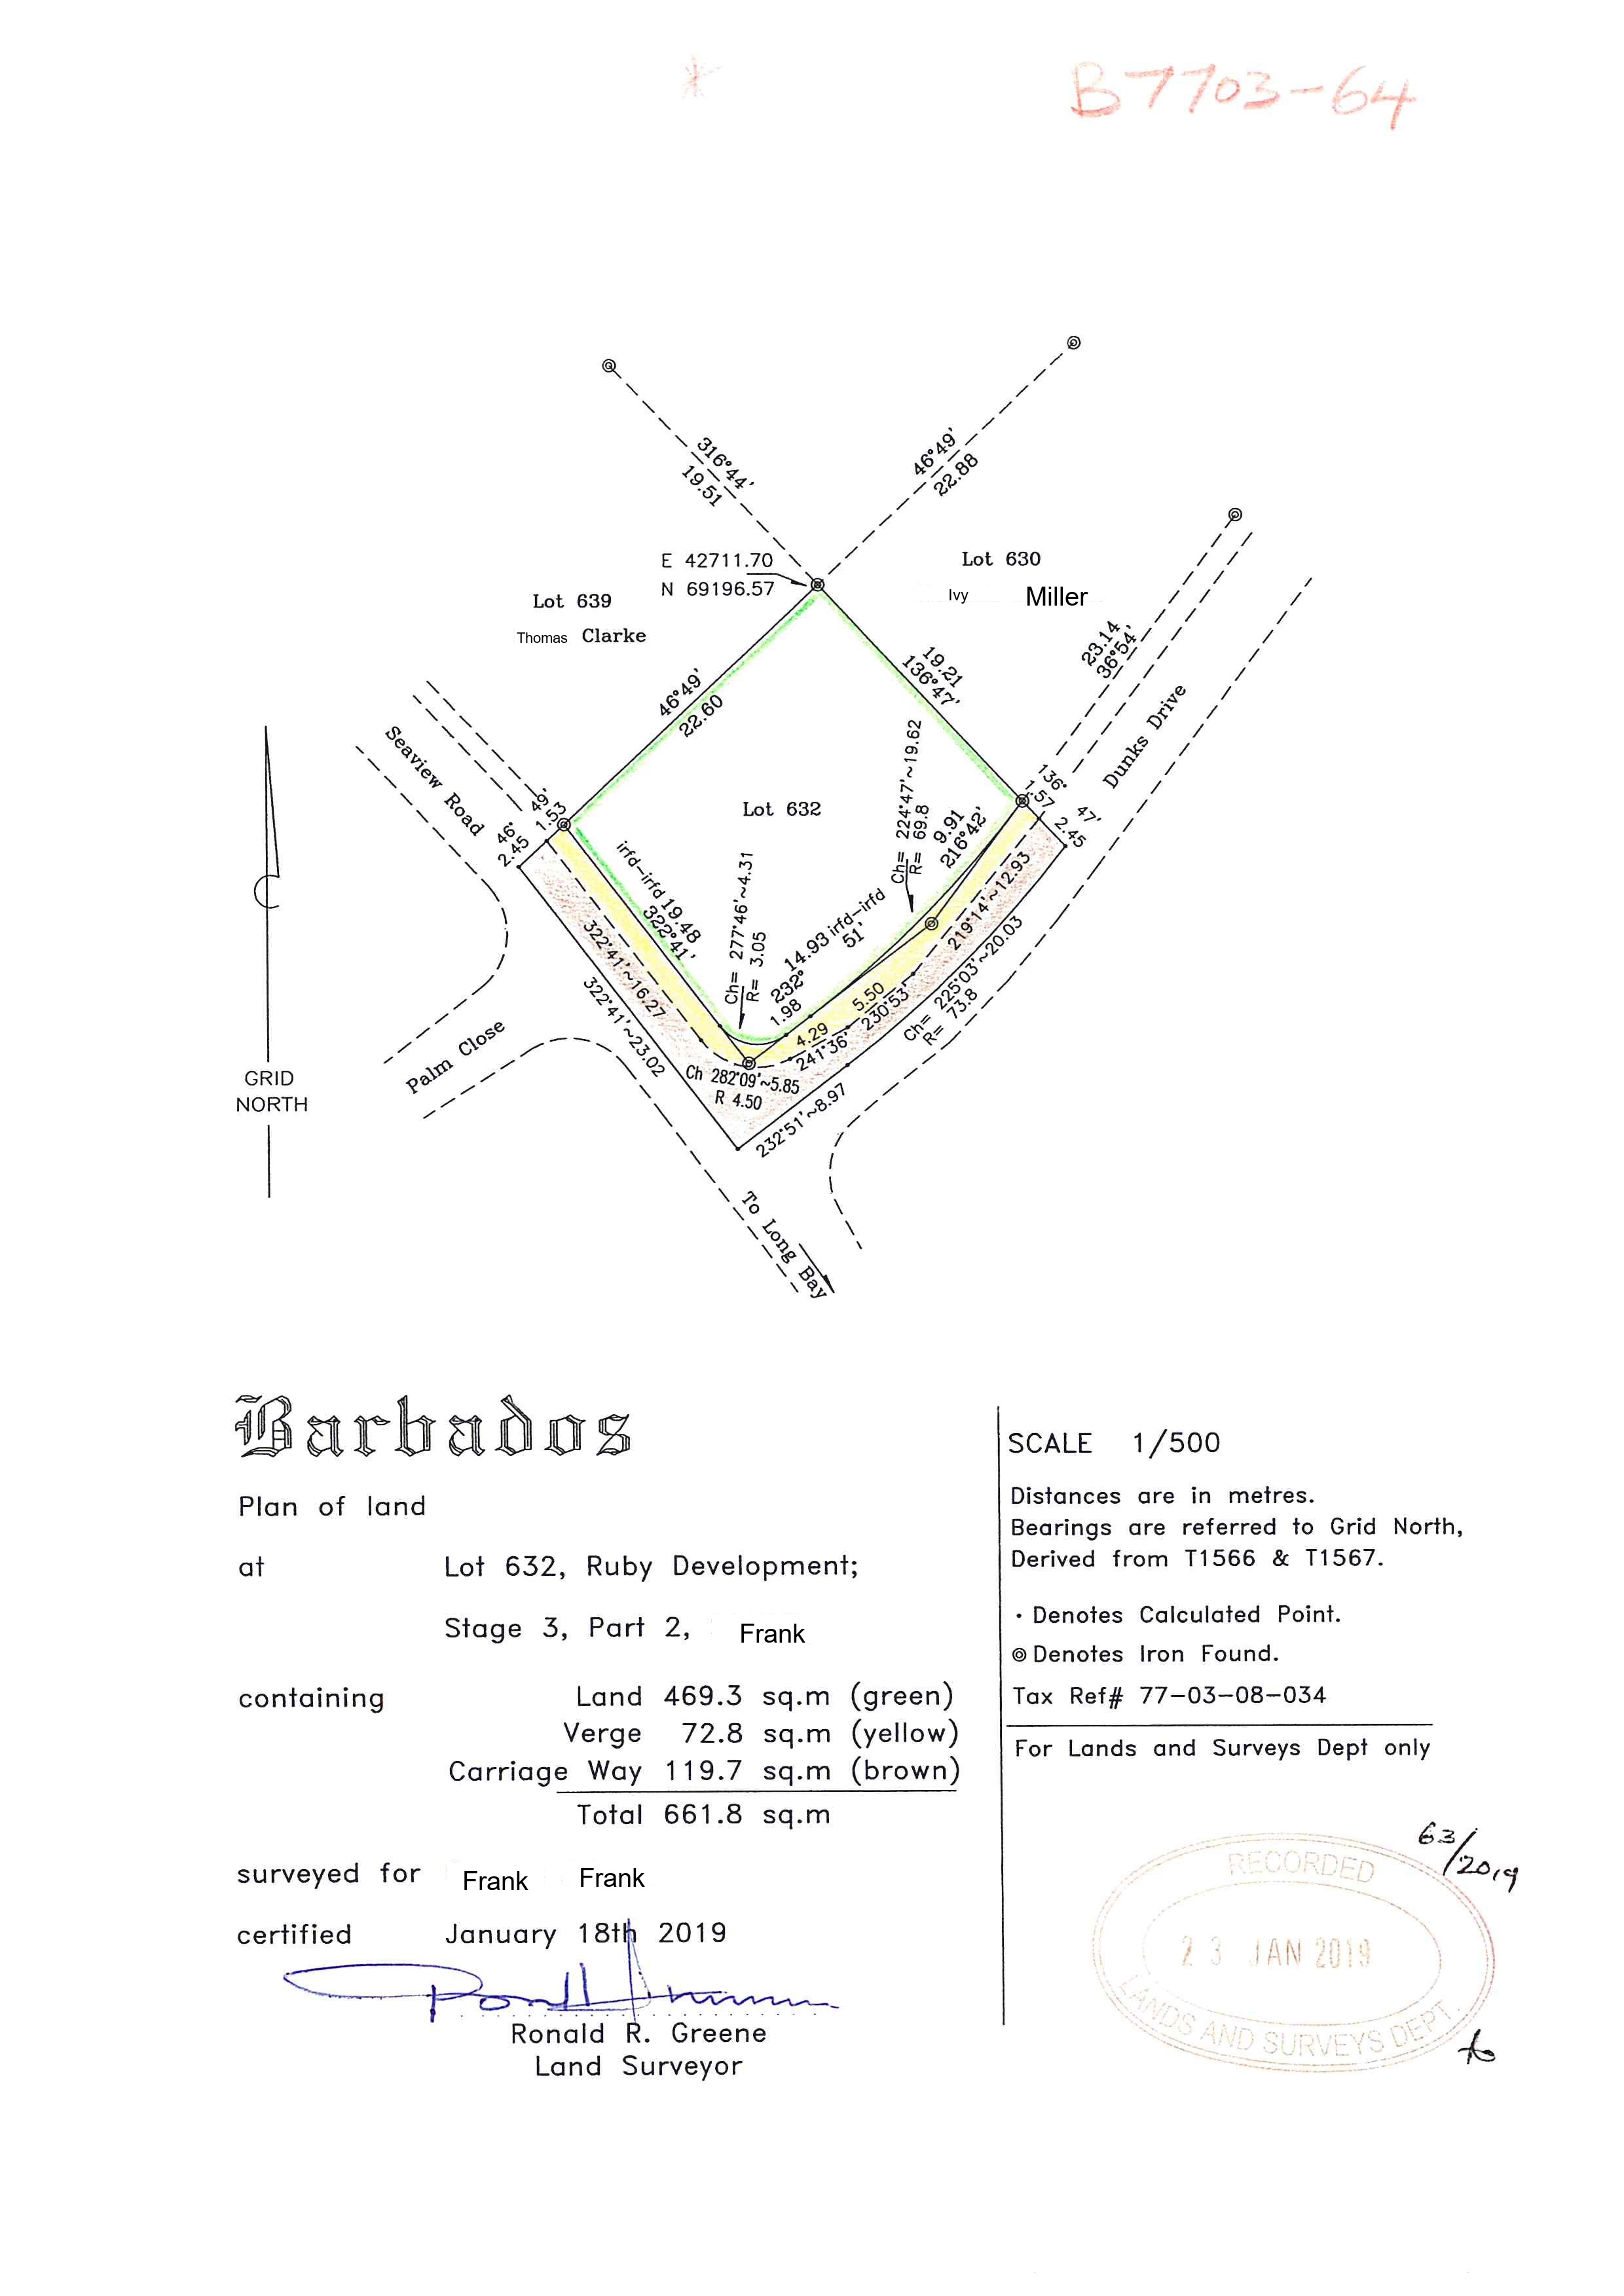 B7703-64
316°44'
19.51
46°49'
22.88
E 42711.70
N 69196.57
Lot 630
Ivy Miller
Lot 639
Thomas Clarke
23.14
36°54'
19.21
136°47'
46°49'
22.60
Seaview Road
Dunks Drive
Lot 632
46° 49'
2.45 1.53
136° 47'
1.57 2.45
Ch= 224°47'~19.62
R= 69.8
9.91
216°42'
irfd-irfd 19.48
322°41'
Ch= 277°46'~4.31
R= 3.05
14.93 irfd-irfd
232° 51'
1.98
219°14'~12.93
322°41'~16.27
322°41'~23.02
5.50
230°53'
4.29
241°36'
Ch= 225°03'~20.03
R= 73.8
Palm Close
Ch 282°09'~5.85
R 4.50
232°51'~8.97
GRID
NORTH
To Long Bay
Barbados
Plan of land
at Lot 632, Ruby Development;
Stage 3, Part 2, Frank
containing Land 469.3 sq.m (green)
Verge 72.8 sq.m (yellow)
Carriage Way 119.7 sq.m (brown)
Total 661.8 sq.m
surveyed for Frank Frank
certified January 18th 2019
Ronald R. Greene
Land Surveyor
SCALE 1/500
Distances are in metres.
Bearings are referred to Grid North,
Derived from T1566 & T1567.
· Denotes Calculated Point.
◎ Denotes Iron Found.
Tax Ref# 77-03-08-034
For Lands and Surveys Dept only
63/2019
RECORDED
23 JAN 2019
LANDS AND SURVEYS DEPT.